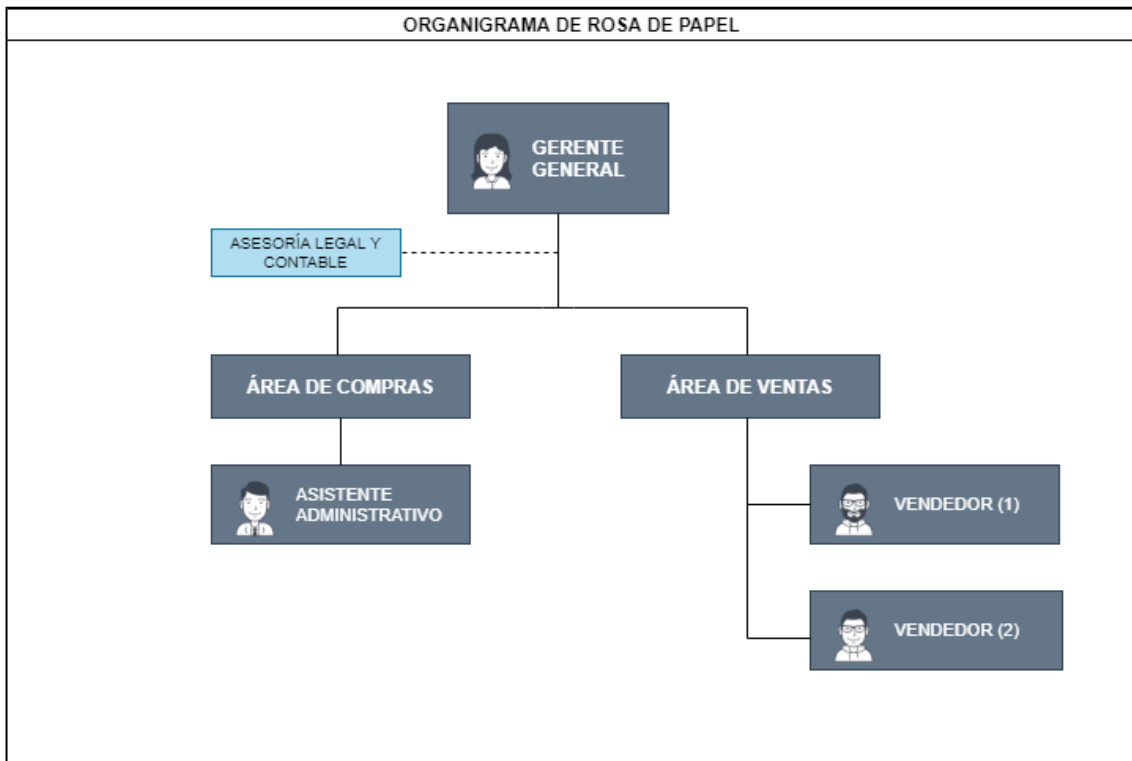 ORGANIGRAMA DE ROSA DE PAPEL
GERENTE
GENERAL
ASESORÍA LEGAL Y
CONTABLE
ÁREA DE COMPRAS
ÁREA DE VENTAS
ASISTENTE
ADMINISTRATIVO
VENDEDOR (1)
VENDEDOR (2)